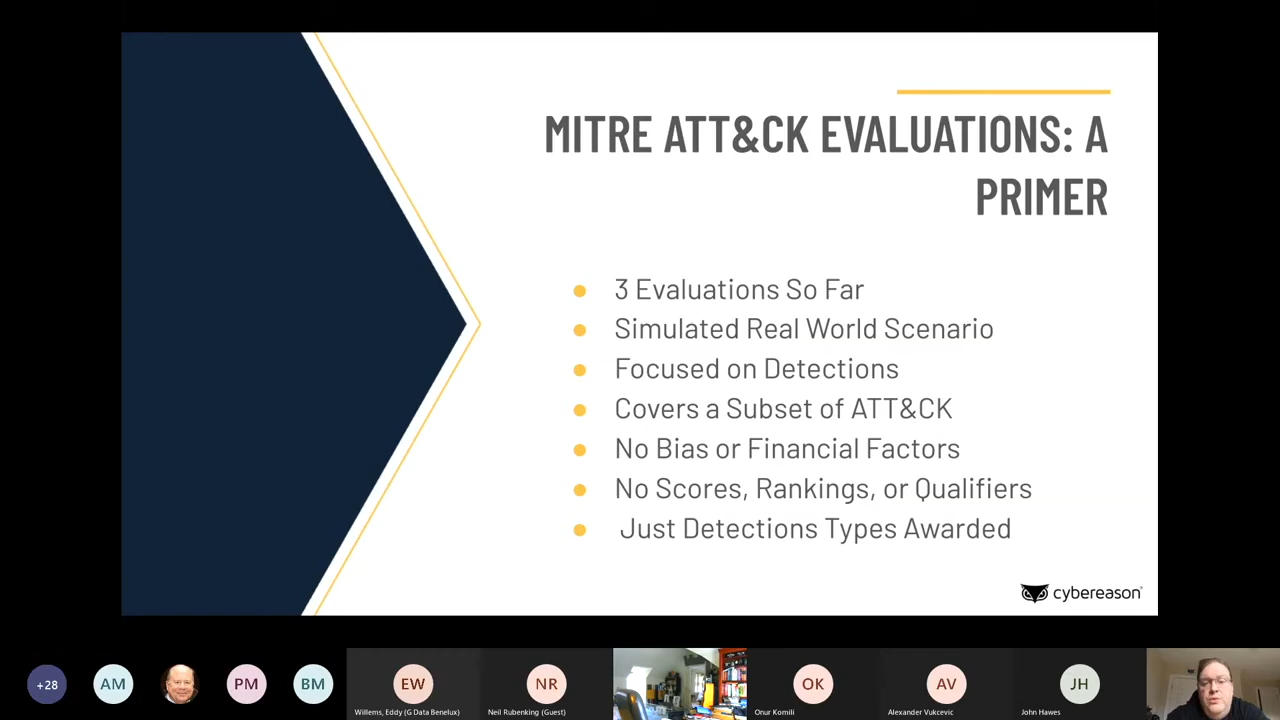 MITRE ATT&CK EVALUATIONS: A
PRIMER
3 Evaluations So Far
Simulated Real World Scenario
Focused on Detections
Covers a Subset of ATT&CK
No Bias or Financial Factors
No Scores, Rankings, or Qualifiers
Just Detections Types Awarded
cybereason
+28
AM
PM
BM
EW
NR
OK
AV
JH
Willems, Eddy (G Data Benelux)
Neil Rubenking (Guest)
Onur Komili
Alexander Vukcevic
John Hawes